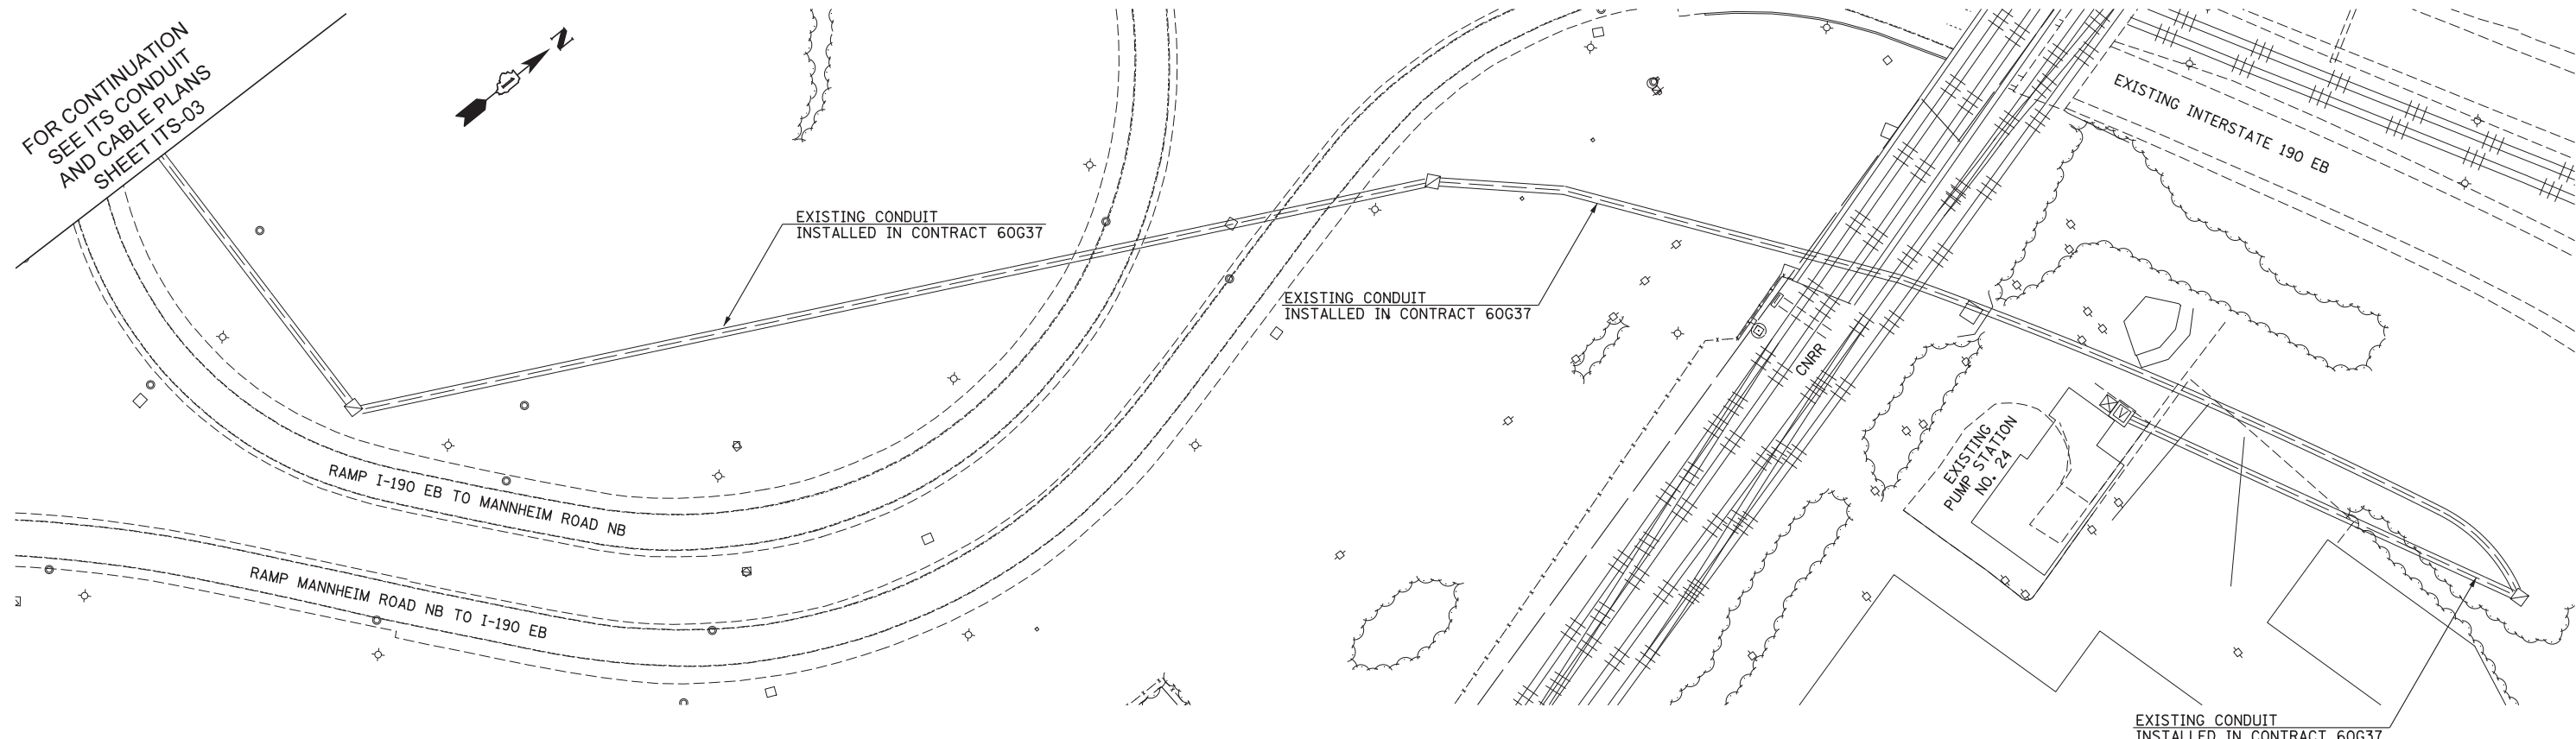 FOR CONTINUATION
SEE ITS CONDUIT
AND CABLE PLANS
SHEET ITS-03
N
EXISTING INTERSTATE 190 EB
EXISTING CONDUIT
INSTALLED IN CONTRACT 60G37
EXISTING CONDUIT
INSTALLED IN CONTRACT 60G37
CNRR
EXISTING
PUMP STATION
NO. 24
RAMP I-190 EB TO MANNHEIM ROAD NB
RAMP MANNHEIM ROAD NB TO I-190 EB
EXISTING CONDUIT
INSTALLED IN CONTRACT 60G37